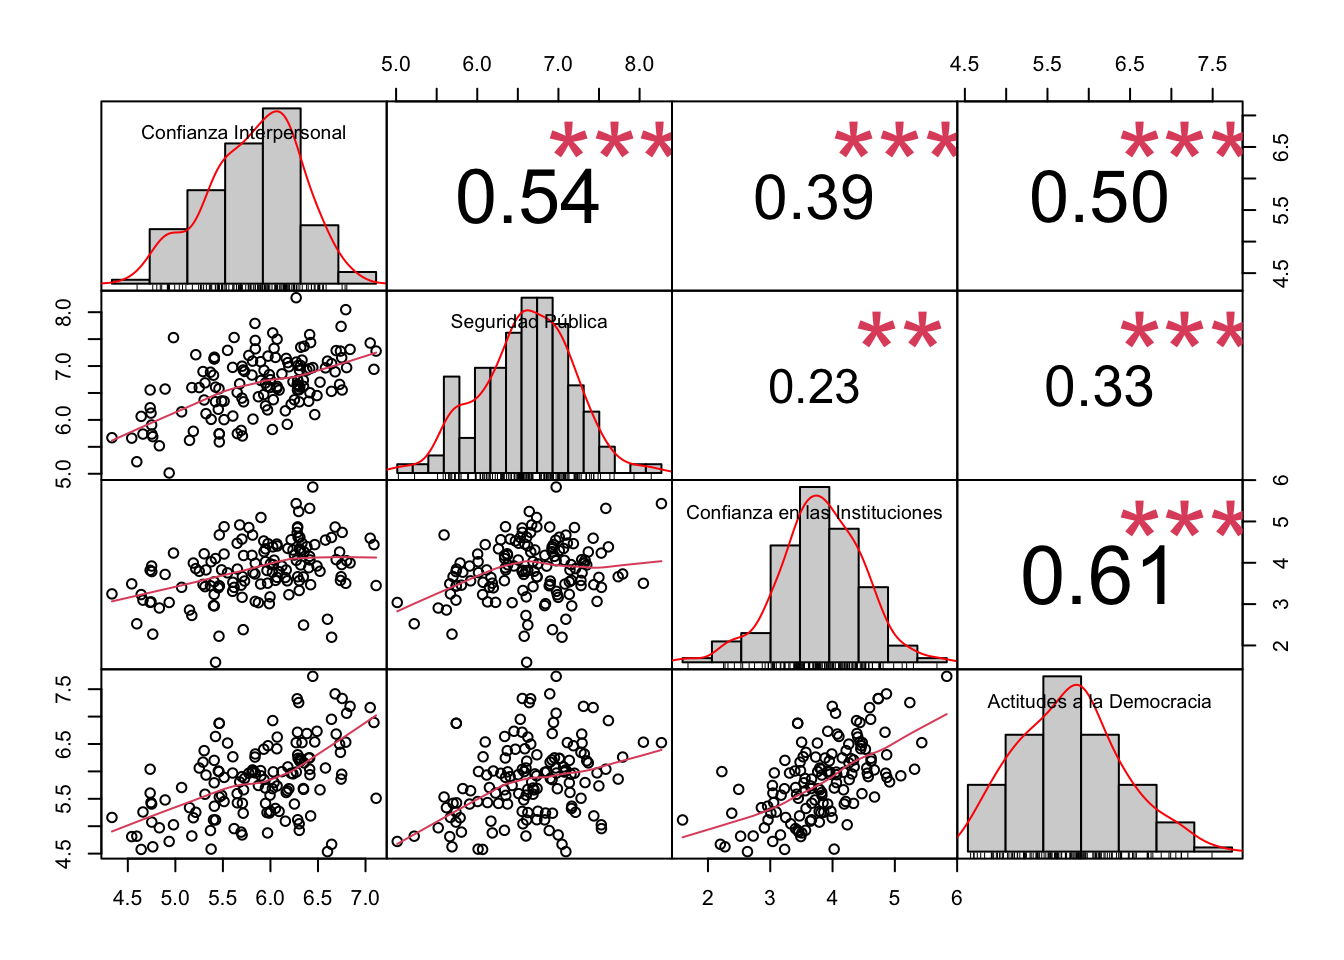 5.0 6.0 7.0 8.0 4.5 5.5 6.5 7.5
Confianza Interpersonal
***
0.54
***
0.39
***
0.50
4.5 5.5 6.5
5.0 6.0 7.0 8.0
Seguridad Pública
**
0.23
***
0.33
Confianza en las Instituciones
***
0.61
2 3 4 5 6
4.5 5.5 6.5 7.5
Actitudes a la Democracia
4.5 5.0 5.5 6.0 6.5 7.0 2 3 4 5 6